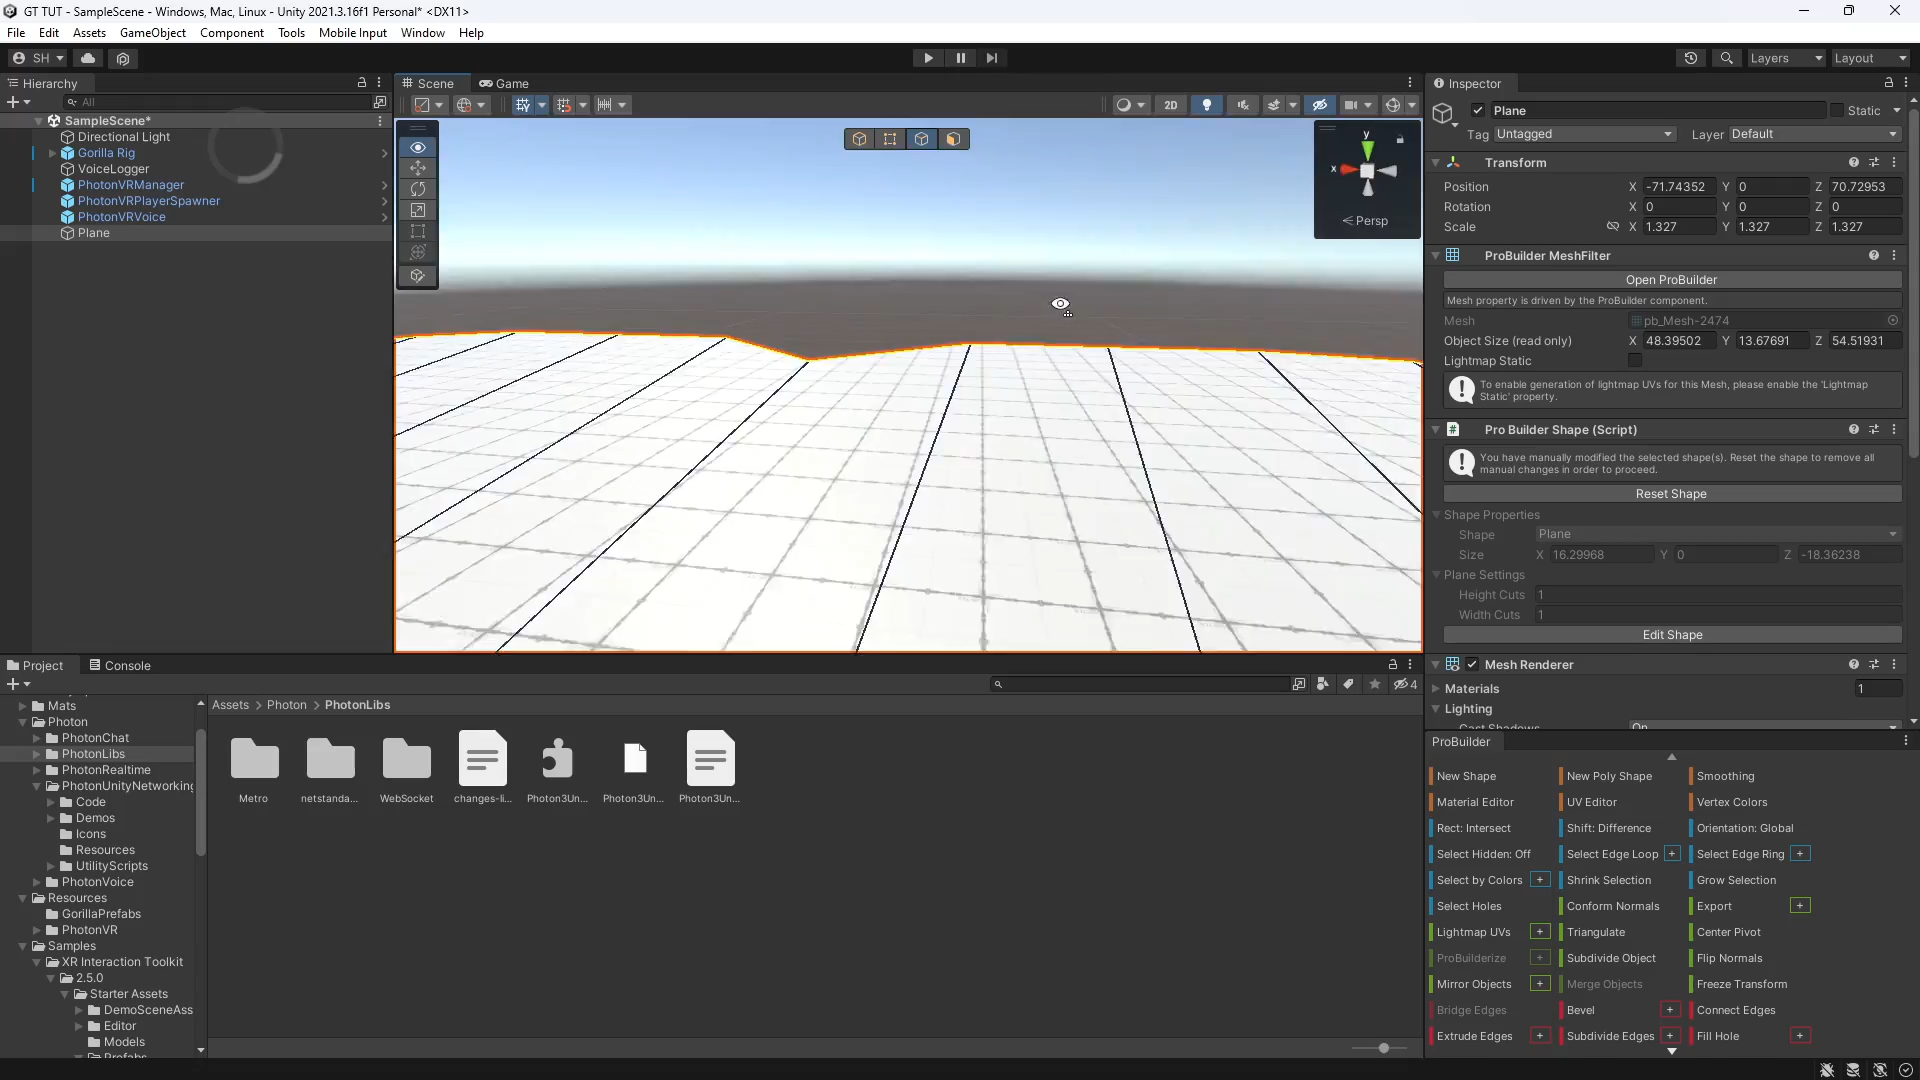 GT TUT - SampleScene - Windows, Mac, Linux - Unity 2021.3.16f1 Personal* <DX11>
File Edit Assets GameObject Component Tools Mobile Input Window Help
SH Layers Layout
Hierarchy
All
SampleScene*
Directional Light
Gorilla Rig
VoiceLogger
PhotonVRManager
PhotonVRPlayerSpawner
PhotonVRVoice
Plane
Scene Game
2D
y
x
Persp
Inspector
Plane Static
Tag Untagged Layer Default
Transform
Position X -71.74352 Y 0 Z 70.72953
Rotation X 0 Y 0 Z 0
Scale X 1.327 Y 1.327 Z 1.327
ProBuilder MeshFilter
Open ProBuilder
Mesh property is driven by the ProBuilder component.
Mesh pb_Mesh-2474
Object Size (read only) X 48.39502 Y 13.67691 Z 54.51931
Lightmap Static
To enable generation of lightmap UVs for this Mesh, please enable the 'Lightmap
Static' property.
Pro Builder Shape (Script)
You have manually modified the selected shape(s). Reset the shape to remove all
manual changes in order to proceed.
Reset Shape
Shape Properties
Shape Plane
Size X 16.29968 Y 0 Z -18.36238
Plane Settings
Height Cuts 1
Width Cuts 1
Edit Shape
Mesh Renderer
Materials 1
Lighting
Cast Shadows On
Project Console
4
Mats
Photon
PhotonChat
PhotonLibs
PhotonRealtime
PhotonUnityNetworking
Code
Demos
Icons
Resources
UtilityScripts
PhotonVoice
Resources
GorillaPrefabs
PhotonVR
Samples
XR Interaction Toolkit
2.5.0
Starter Assets
DemoSceneAss
Editor
Models
Prefabs
Assets > Photon > PhotonLibs
Metro netstanda... WebSocket changes-li... Photon3Un... Photon3Un... Photon3Un...
ProBuilder
New Shape New Poly Shape Smoothing
Material Editor UV Editor Vertex Colors
Rect: Intersect Shift: Difference Orientation: Global
Select Hidden: Off Select Edge Loop + Select Edge Ring +
Select by Colors + Shrink Selection Grow Selection
Select Holes Conform Normals Export +
Lightmap UVs + Triangulate Center Pivot
ProBuilderize + Subdivide Object Flip Normals
Mirror Objects + Merge Objects Freeze Transform
Bridge Edges Bevel + Connect Edges
Extrude Edges + Subdivide Edges + Fill Hole +